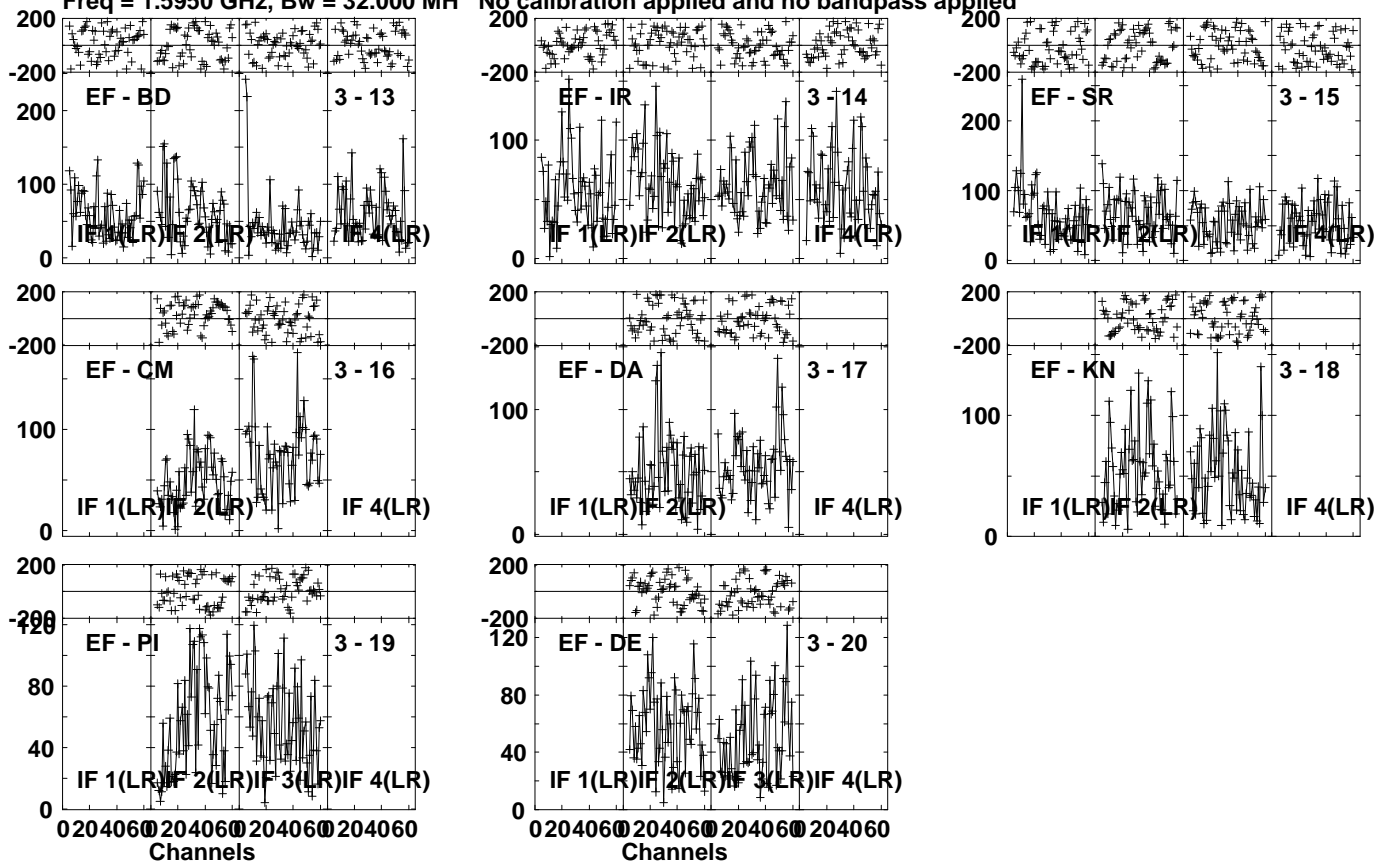 Freq = 1.5950 GHz, Bw = 32.000 MH No calibration applied and no bandpass applied
200
-200
EF - BD 3 - 13
200
100
0
IF 1(LR) IF 2(LR) IF 4(LR)
EF - IR 3 - 14
100
0
IF 1(LR) IF 2(LR) IF 4(LR)
EF - SR 3 - 15
200
-200
200
100
0
IF 1(LR) IF 2(LR) IF 4(LR)
200
-200
EF - CM 3 - 16
100
0
IF 1(LR) IF 2(LR) IF 4(LR)
200
-200
EF - DA 3 - 17
100
0
IF 1(LR) IF 2(LR) IF 4(LR)
200
-200
EF - KN 3 - 18
100
0
IF 1(LR) IF 2(LR) IF 4(LR)
200
-200
120
EF - PI 3 - 19
80
40
0
IF 1(LR) IF 2(LR) IF 3(LR) IF 4(LR)
0 20 40 60 0 20 40 60 0 20 40 60 0 20 40 60
Channels
200
-200
EF - DE 3 - 20
120
80
40
0
IF 1(LR) IF 2(LR) IF 3(LR) IF 4(LR)
0 20 40 60 0 20 40 60 0 20 40 60 0 20 40 60
Channels